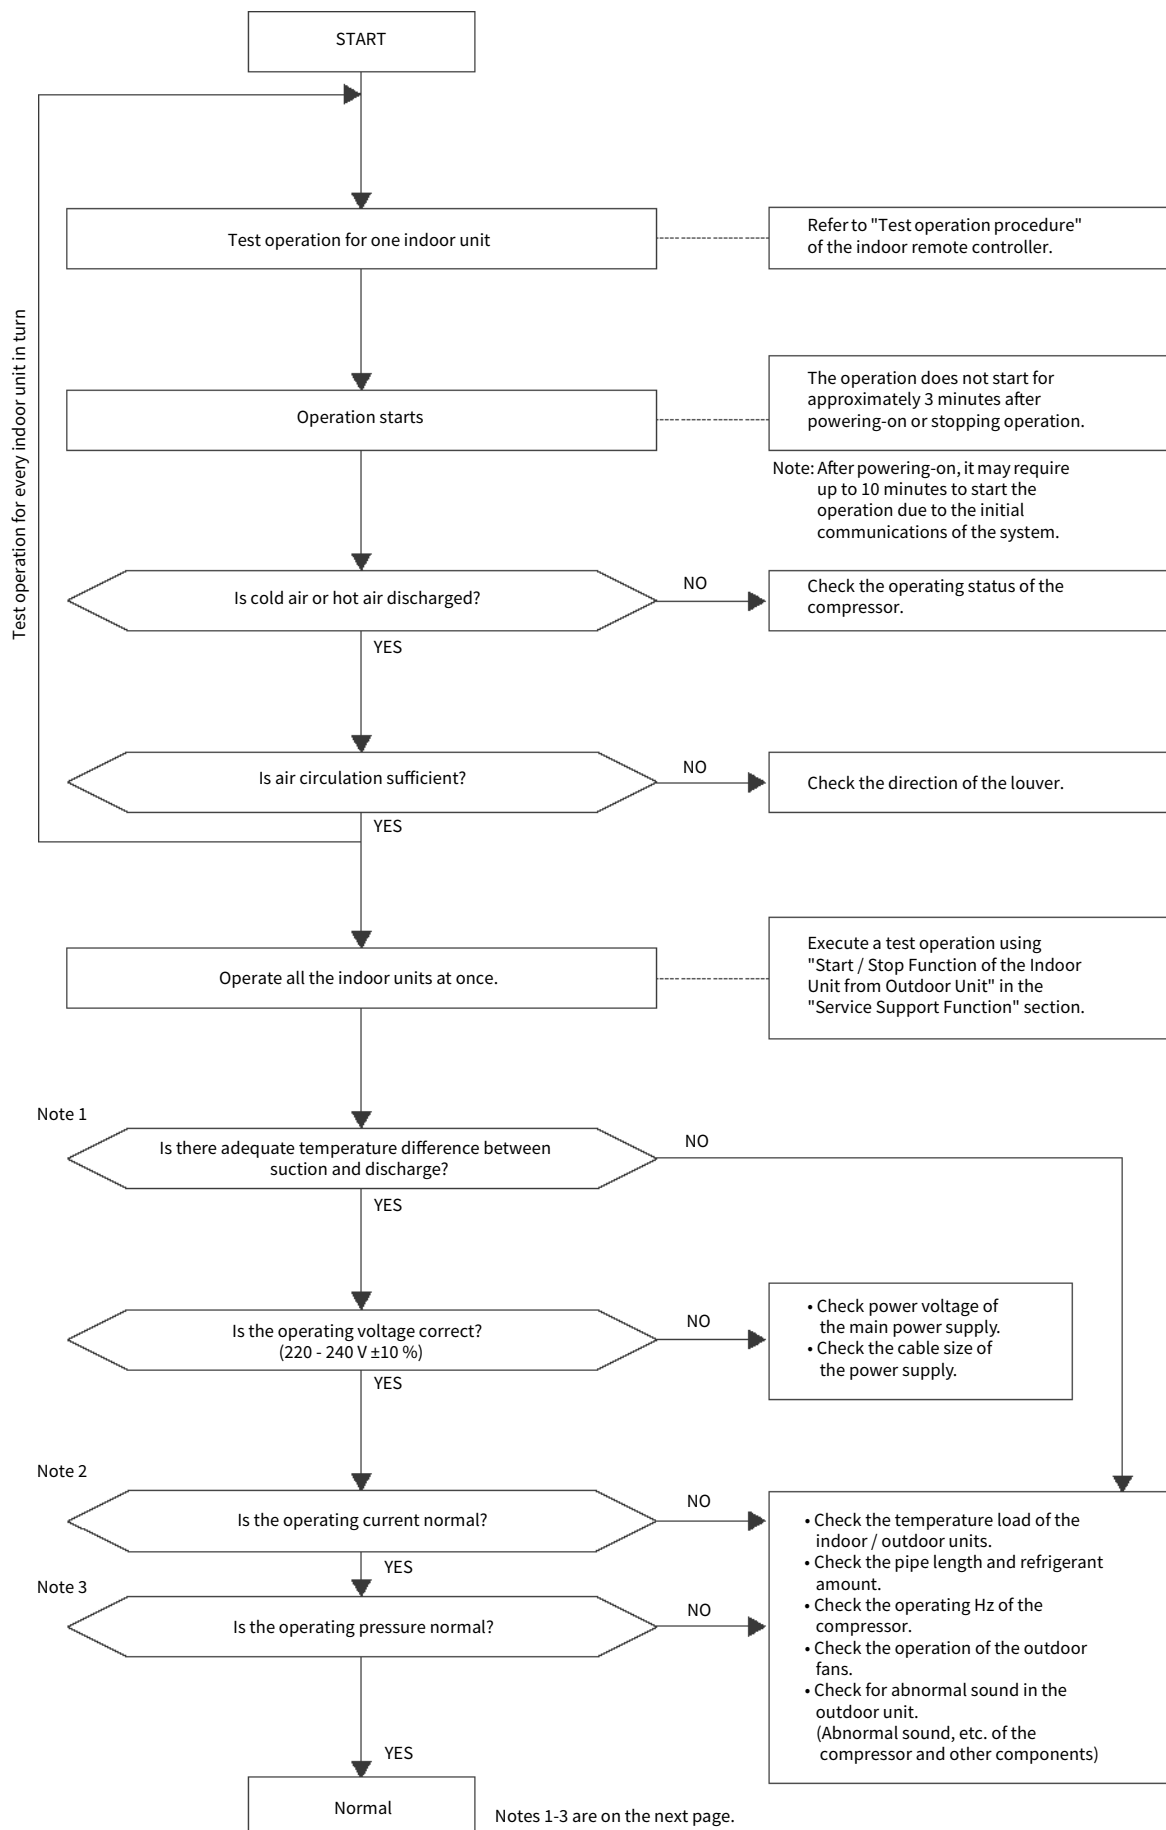 START
Test operation for every indoor unit in turn
Test operation for one indoor unit
Refer to "Test operation procedure"
of the indoor remote controller.
Operation starts
The operation does not start for
approximately 3 minutes after
powering-on or stopping operation.
Note: After powering-on, it may require
up to 10 minutes to start the
operation due to the initial
communications of the system.
Is cold air or hot air discharged?
NO
Check the operating status of the
compressor.
YES
Is air circulation sufficient?
NO
Check the direction of the louver.
YES
Operate all the indoor units at once.
Execute a test operation using
"Start / Stop Function of the Indoor
Unit from Outdoor Unit" in the
"Service Support Function" section.
Note 1
Is there adequate temperature difference between
suction and discharge?
NO
YES
Is the operating voltage correct?
(220 - 240 V ±10 %)
NO
• Check power voltage of
the main power supply.
• Check the cable size of
the power supply.
YES
Note 2
Is the operating current normal?
NO
YES
Note 3
Is the operating pressure normal?
NO
• Check the temperature load of the
indoor / outdoor units.
• Check the pipe length and refrigerant
amount.
• Check the operating Hz of the
compressor.
• Check the operation of the outdoor
fans.
• Check for abnormal sound in the
outdoor unit.
(Abnormal sound, etc. of the
compressor and other components)
YES
Normal
Notes 1-3 are on the next page.